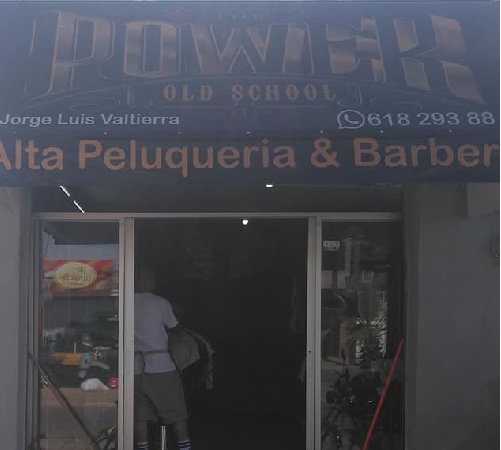 POWER
OLD SCHOOL
Jorge Luis Valtierra
618 293 88
Alta Peluqueria & Barber